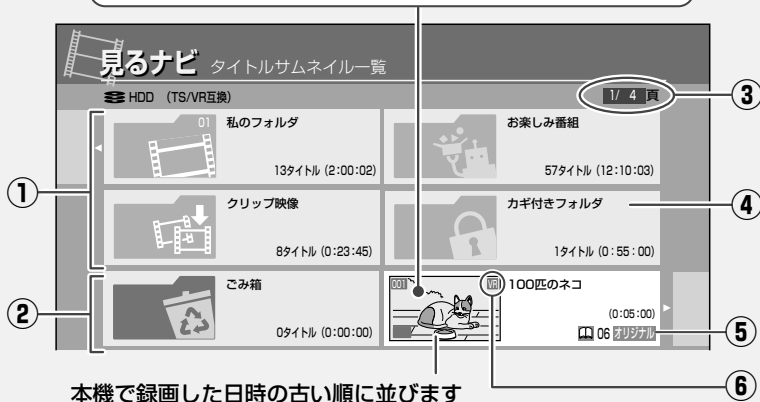 見るナビ タイトルサムネイル一覧
HDD (TS/VR互換)
1/ 4 頁
③
01 私のフォルダ
13タイトル (2:00:02)
お楽しみ番組
57タイトル (12:10:03)
①
クリップ映像
8タイトル (0:23:45)
カギ付きフォルダ
1タイトル (0:55:00)
④
②
ごみ箱
0タイトル (0:00:00)
001 VR 100匹のネコ
(0:05:00)
06 オリジナル
⑤
⑥
本機で録画した日時の古い順に並びます